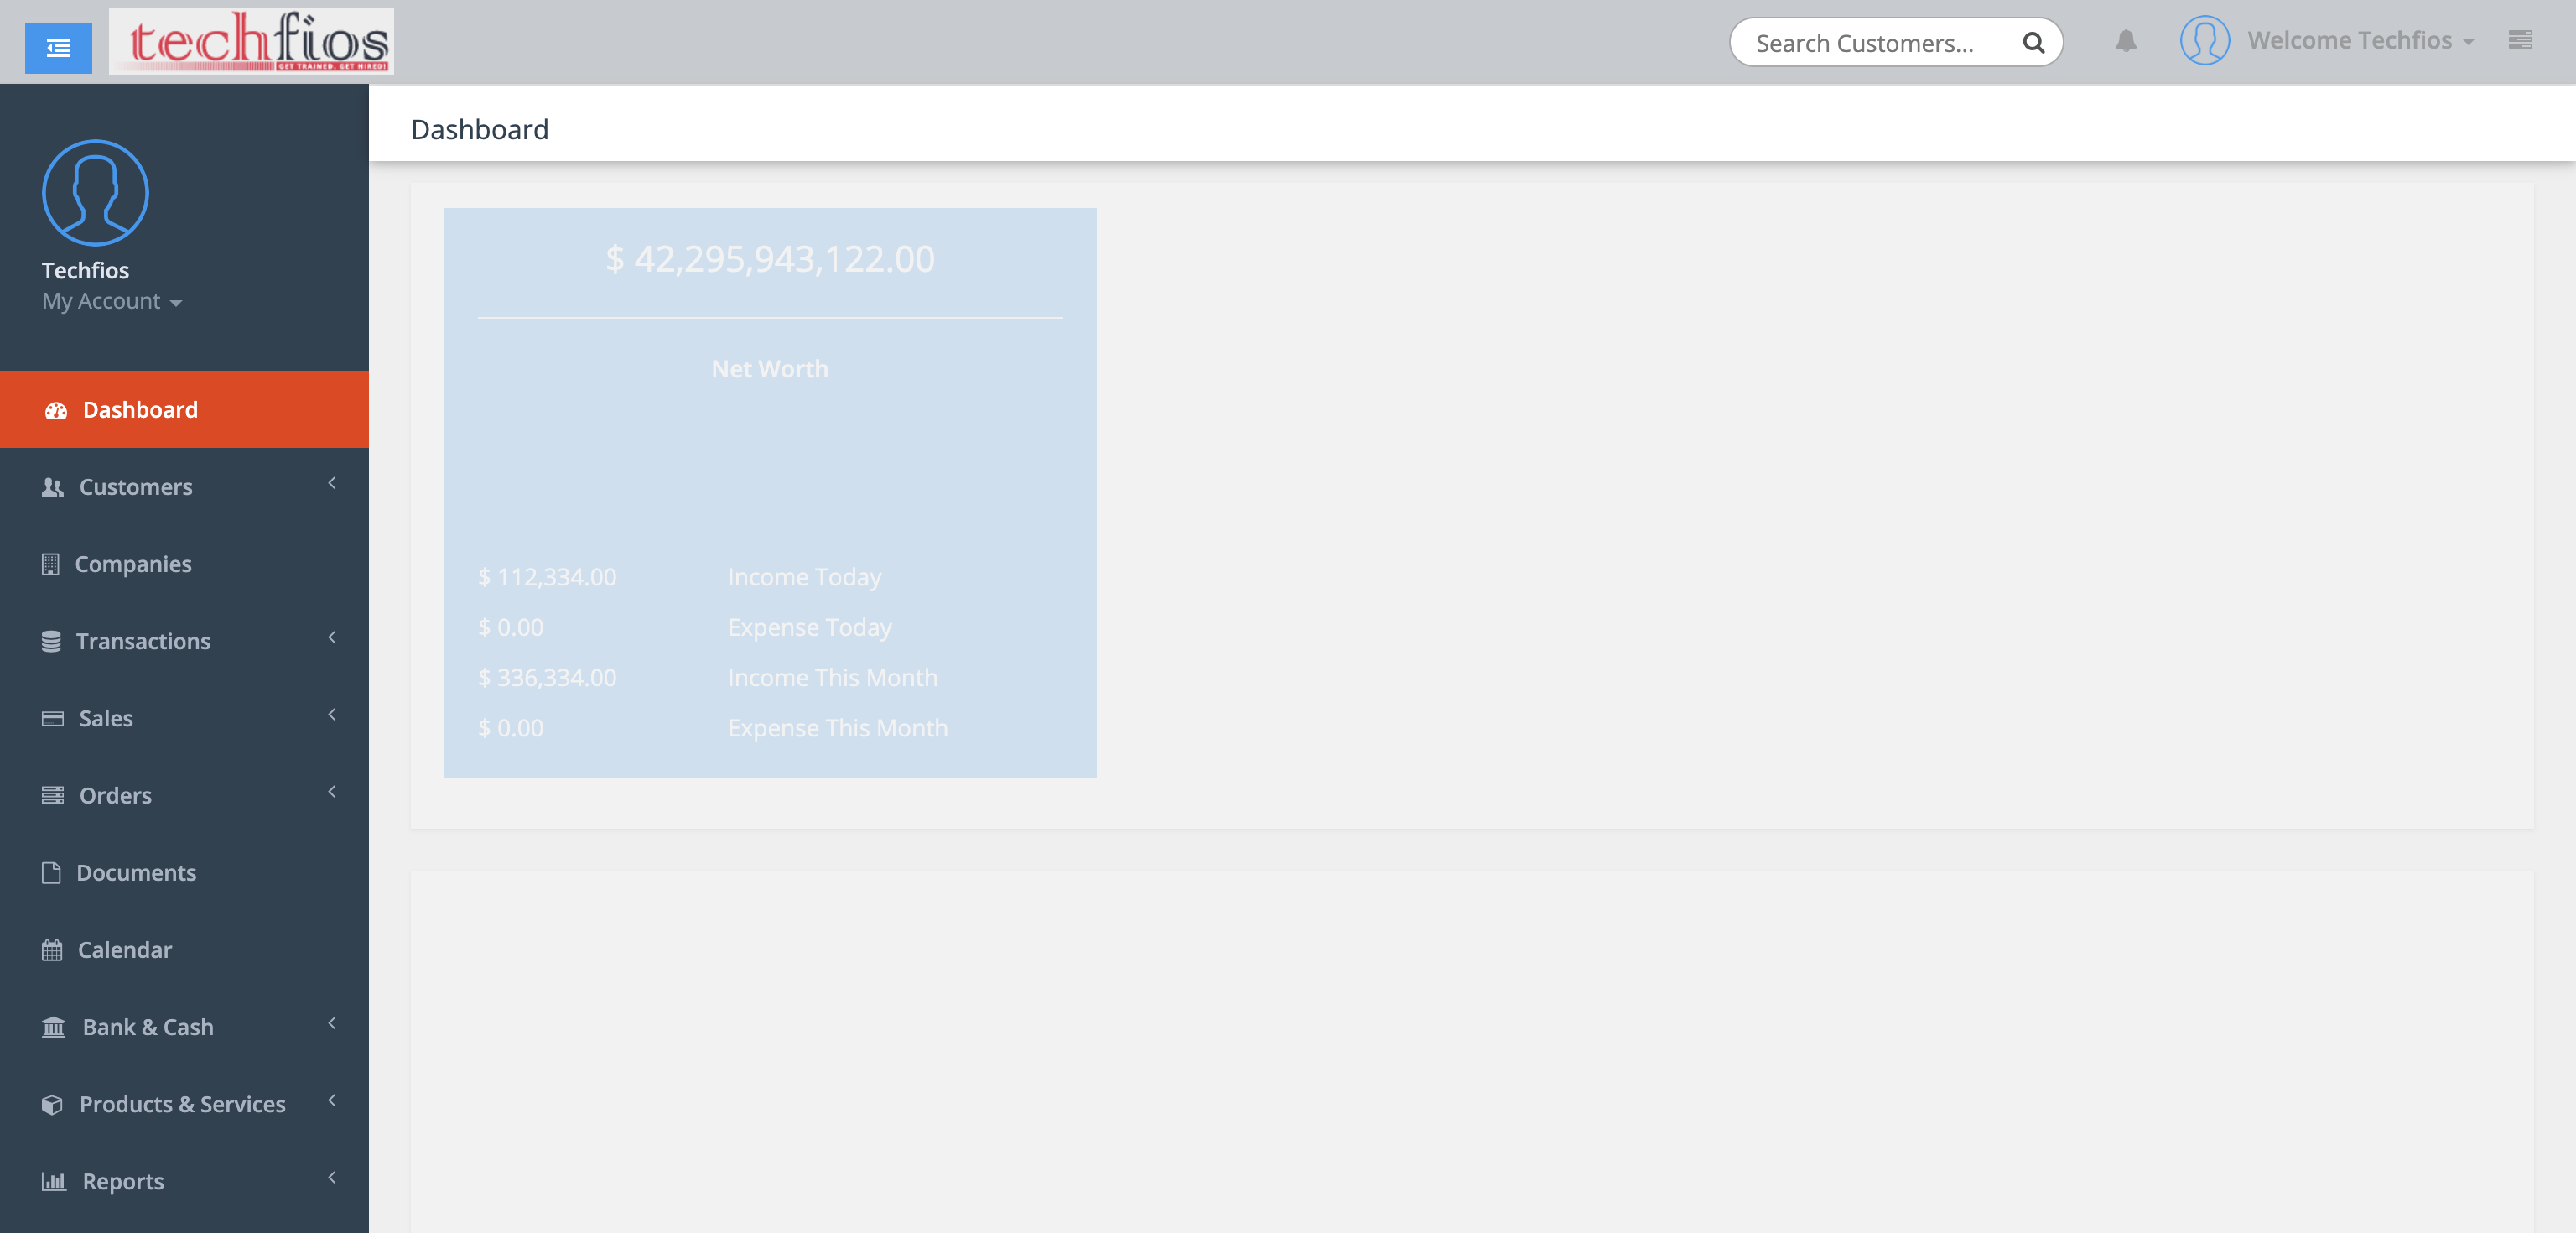 techfios
GET TRAINED. GET HIRED!
Search Customers...
Welcome Techfios
Techfios
My Account
Dashboard
Customers
Companies
Transactions
Sales
Orders
Documents
Calendar
Bank & Cash
Products & Services
Reports
Dashboard
$ 42,295,943,122.00
Net Worth
$ 112,334.00 Income Today
$ 0.00 Expense Today
$ 336,334.00 Income This Month
$ 0.00 Expense This Month